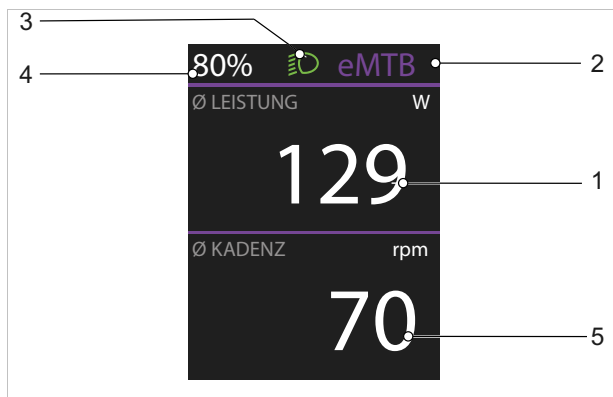 3
80% eMTB 2
4
Ø LEISTUNG W
129 1
Ø KADENZ rpm
70 5